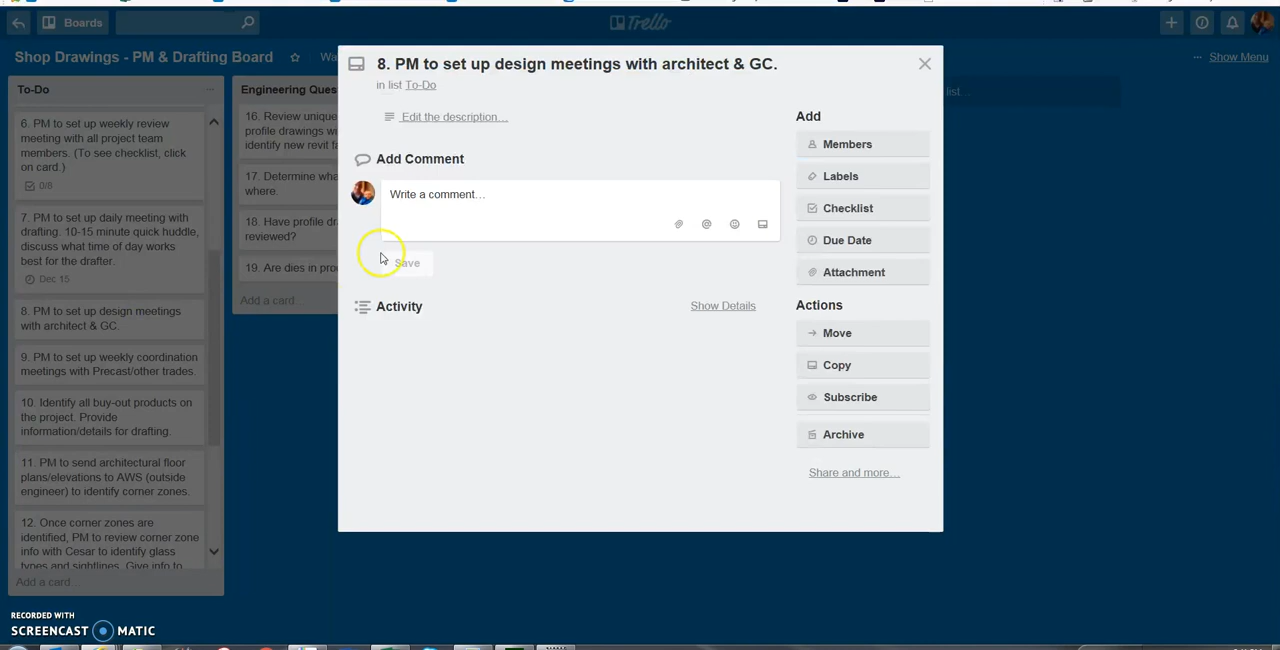 Boards
Trello
Shop Drawings - PM & Drafting Board
Show Menu
To-Do
6. PM to set up weekly review
meeting with all project team
members. (To see checklist, click
on card.)
0/8
7. PM to set up daily meeting with
drafting. 10-15 minute quick huddle,
discuss what time of day works
best for the drafter.
Dec 15
8. PM to set up design meetings
with architect & GC.
9. PM to set up weekly coordination
meetings with Precast/other trades.
10. Identify all buy-out products on
the project. Provide
information/details for drafting.
11. PM to send architectural floor
plans/elevations to AWS (outside
engineer) to identify corner zones.
12. Once corner zones are
identified, PM to review corner zone
info with Cesar to identify glass
types and sightlines. Give info to
Add a card...
Engineering Ques
16. Review unique
profile drawings wi
identify new revit fa
17. Determine wha
where.
18. Have profile dra
reviewed?
19. Are dies in pro
Add a card...
list...
8. PM to set up design meetings with architect & GC.
in list To-Do
Edit the description...
Add Comment
Write a comment...
Save
Activity
Show Details
Add
Members
Labels
Checklist
Due Date
Attachment
Actions
Move
Copy
Subscribe
Archive
Share and more...
RECORDED WITH
SCREENCAST MATIC